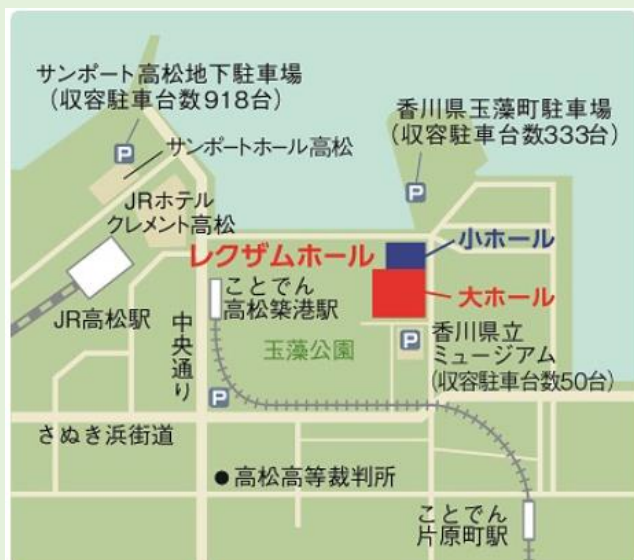 サンポート高松地下駐車場
（収容駐車台数918台）
香川県玉藻町駐車場
（収容駐車台数333台）
P
サンポートホール高松
P
JRホテル
クレメント高松
小ホール
レクザムホール
大ホール
ことでん
高松築港駅
JR高松駅
中央通り
玉藻公園
P
香川県立
ミュージアム
(収容駐車台数50台)
P
さぬき浜街道
●高松高等裁判所
ことでん
片原町駅